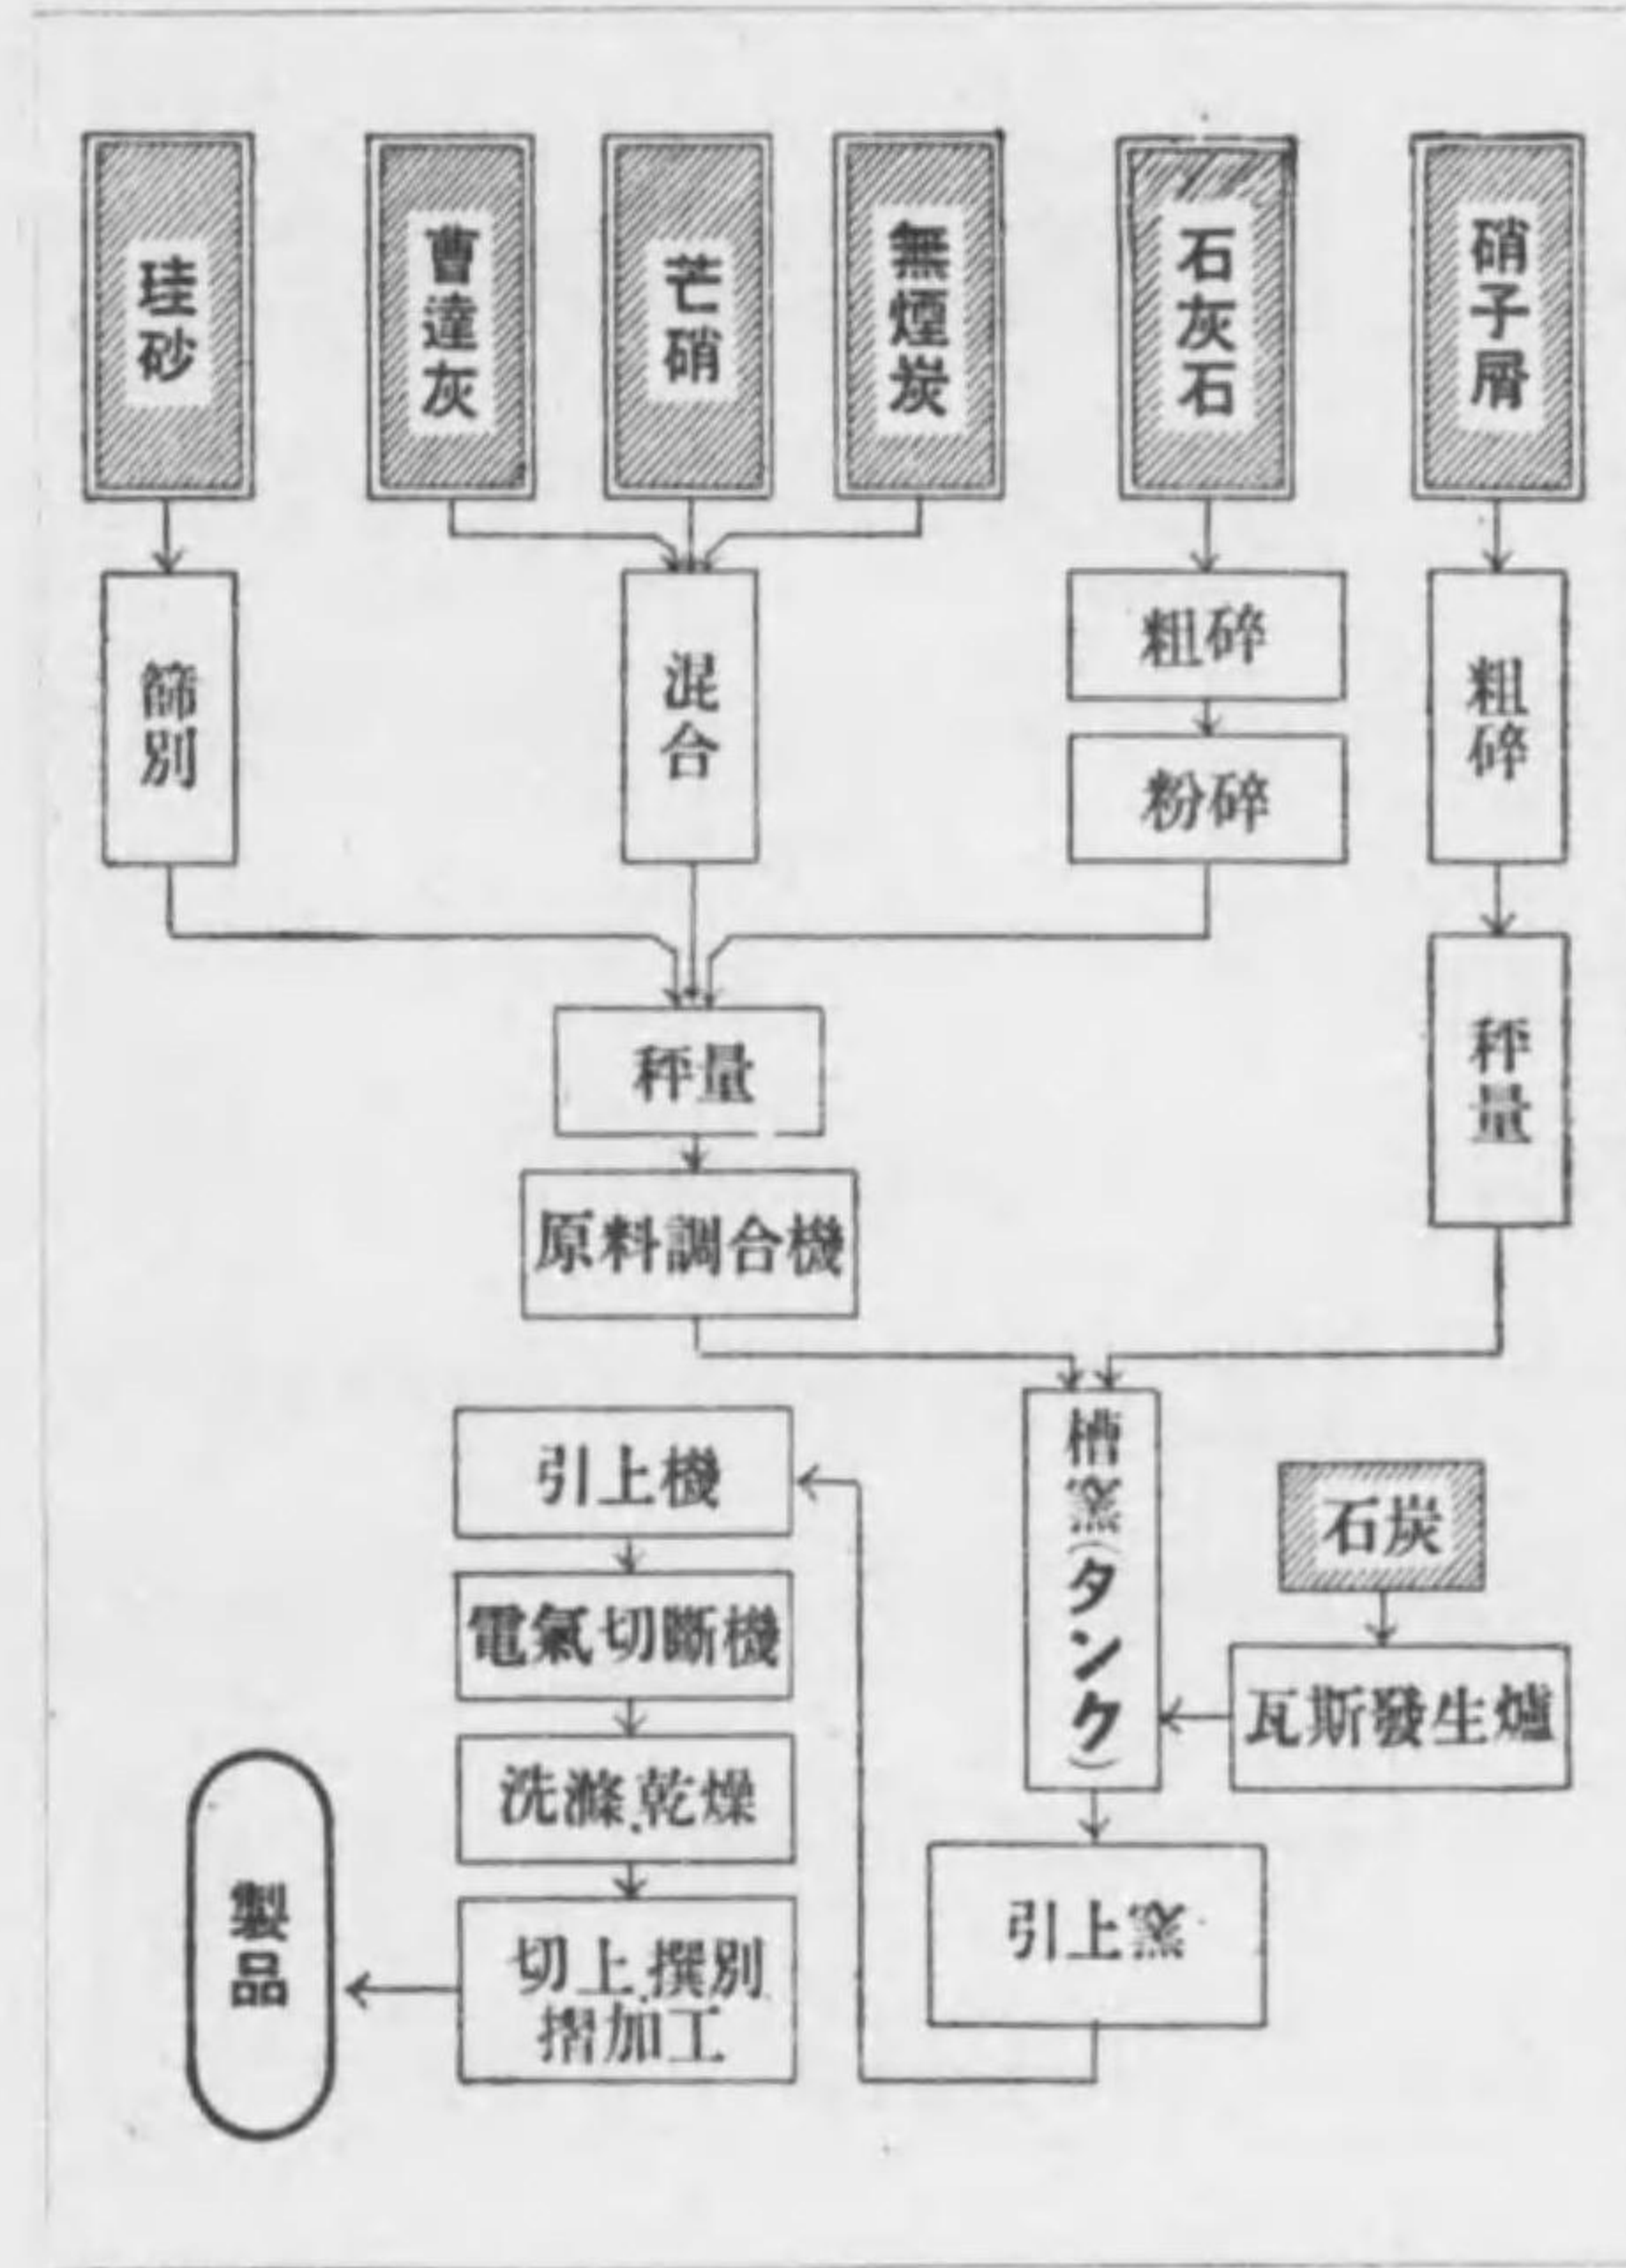 珪砂
曹達灰
芒硝
無煙炭
石灰石
硝子屑
篩別
混合
粗碎
粉碎
粗碎
秤量
秤量
原料調合機
槽窯(タンク)
石炭
瓦斯發生爐
引上窯
引上機
電氣切斷機
洗滌.乾燥
切上.撰別
摺加工
製品